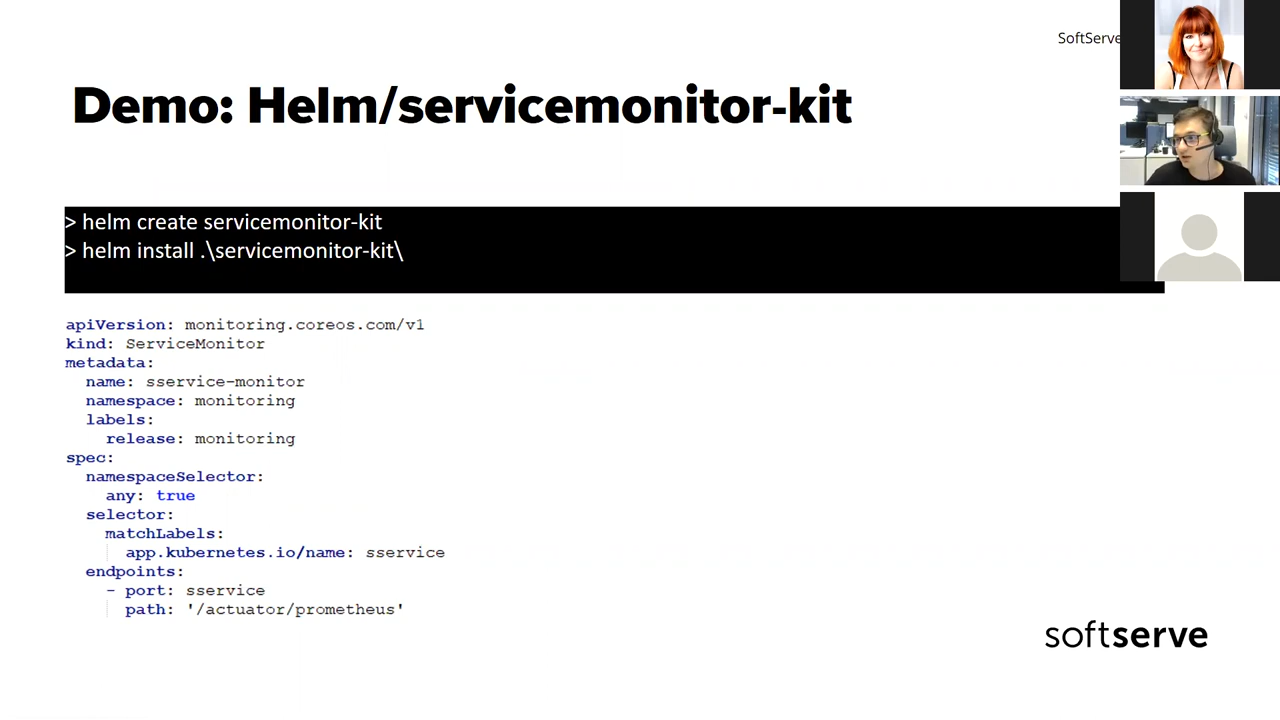 SoftServe
Demo: Helm/servicemonitor-kit
> helm create servicemonitor-kit
> helm install .\servicemonitor-kit\
apiVersion: monitoring.coreos.com/v1
kind: ServiceMonitor
metadata:
  name: sservice-monitor
  namespace: monitoring
  labels:
    release: monitoring
spec:
  namespaceSelector:
    any: true
  selector:
    matchLabels:
      app.kubernetes.io/name: sservice
  endpoints:
    - port: sservice
      path: '/actuator/prometheus'
softserve